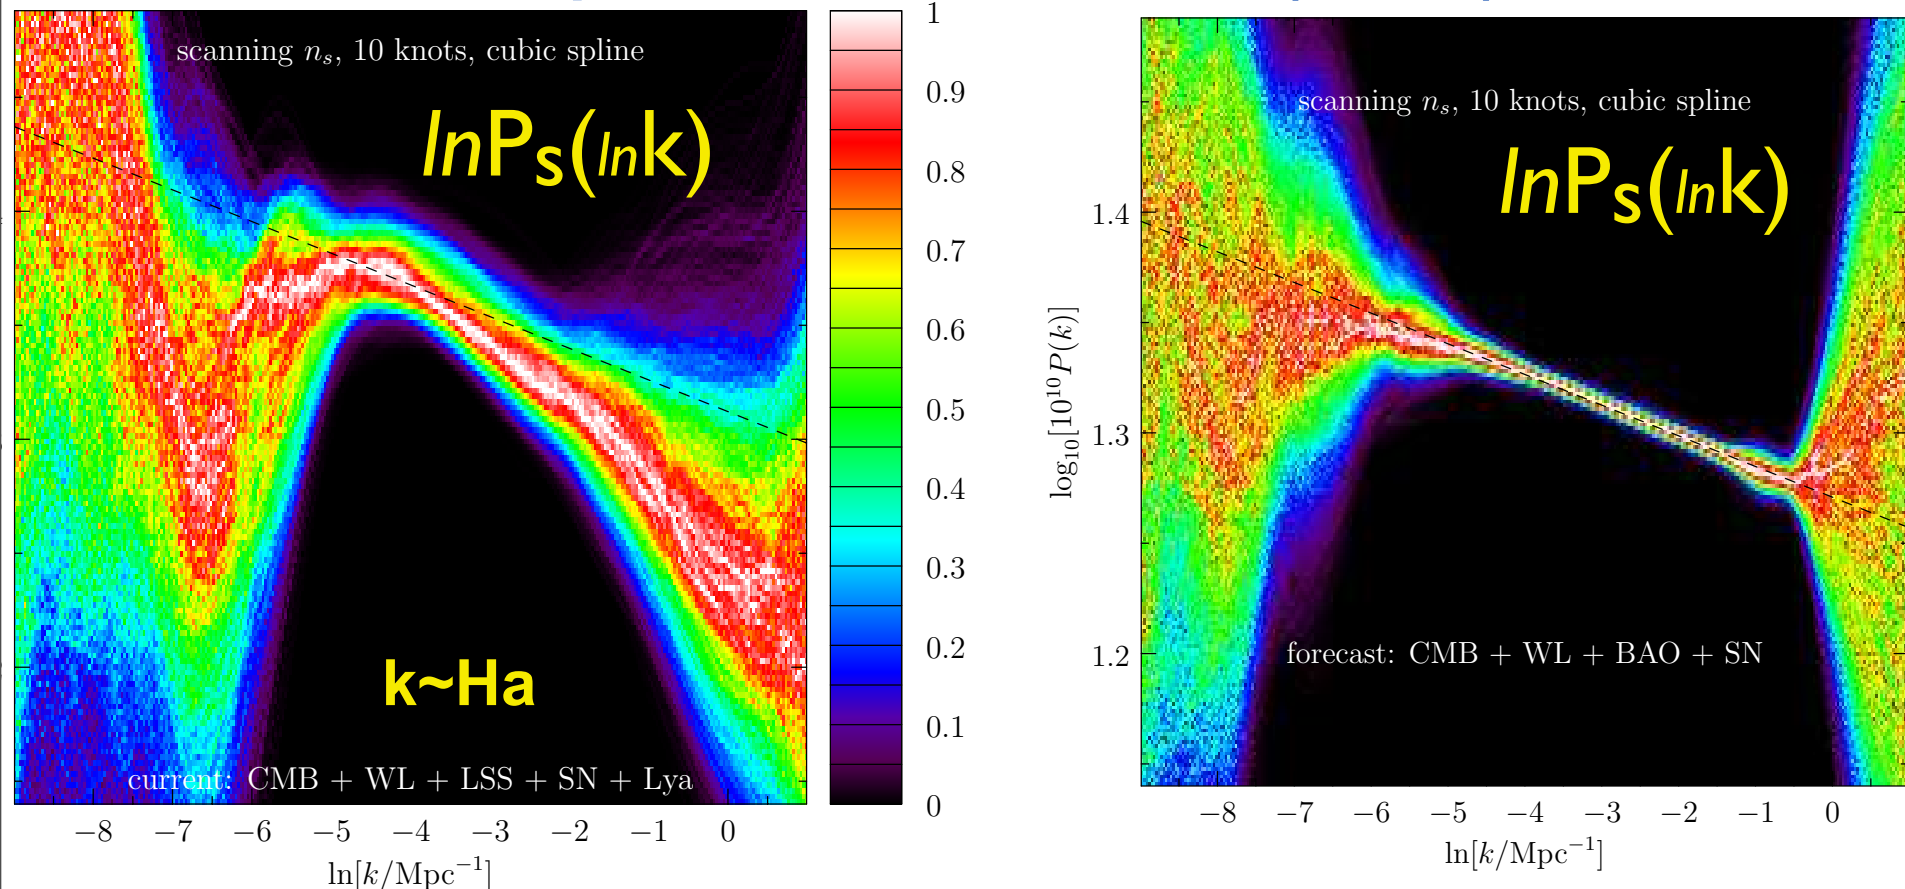 scanning n_s, 10 knots, cubic spline
lnP_S(lnk)
k~Ha
current: CMB + WL + LSS + SN + Lya
−8 −7 −6 −5 −4 −3 −2 −1 0
ln[k/Mpc⁻¹]
1
0.9
0.8
0.7
0.6
0.5
0.4
0.3
0.2
0.1
0
scanning n_s, 10 knots, cubic spline
lnP_S(lnk)
log₁₀[10¹⁰P(k)]
1.4
1.3
1.2
forecast: CMB + WL + BAO + SN
−8 −7 −6 −5 −4 −3 −2 −1 0
ln[k/Mpc⁻¹]